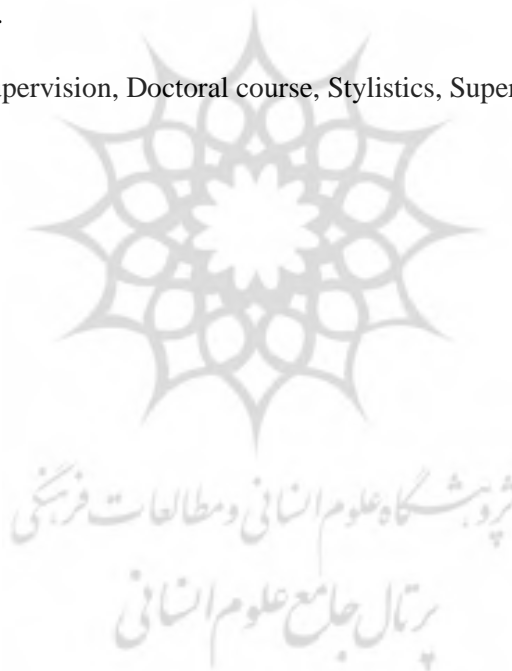 .
pervision, Doctoral course, Stylistics, Super
پژوهشگاه علوم انسانی و مطالعات فرهنگی
پرتال جامع علوم انسانی